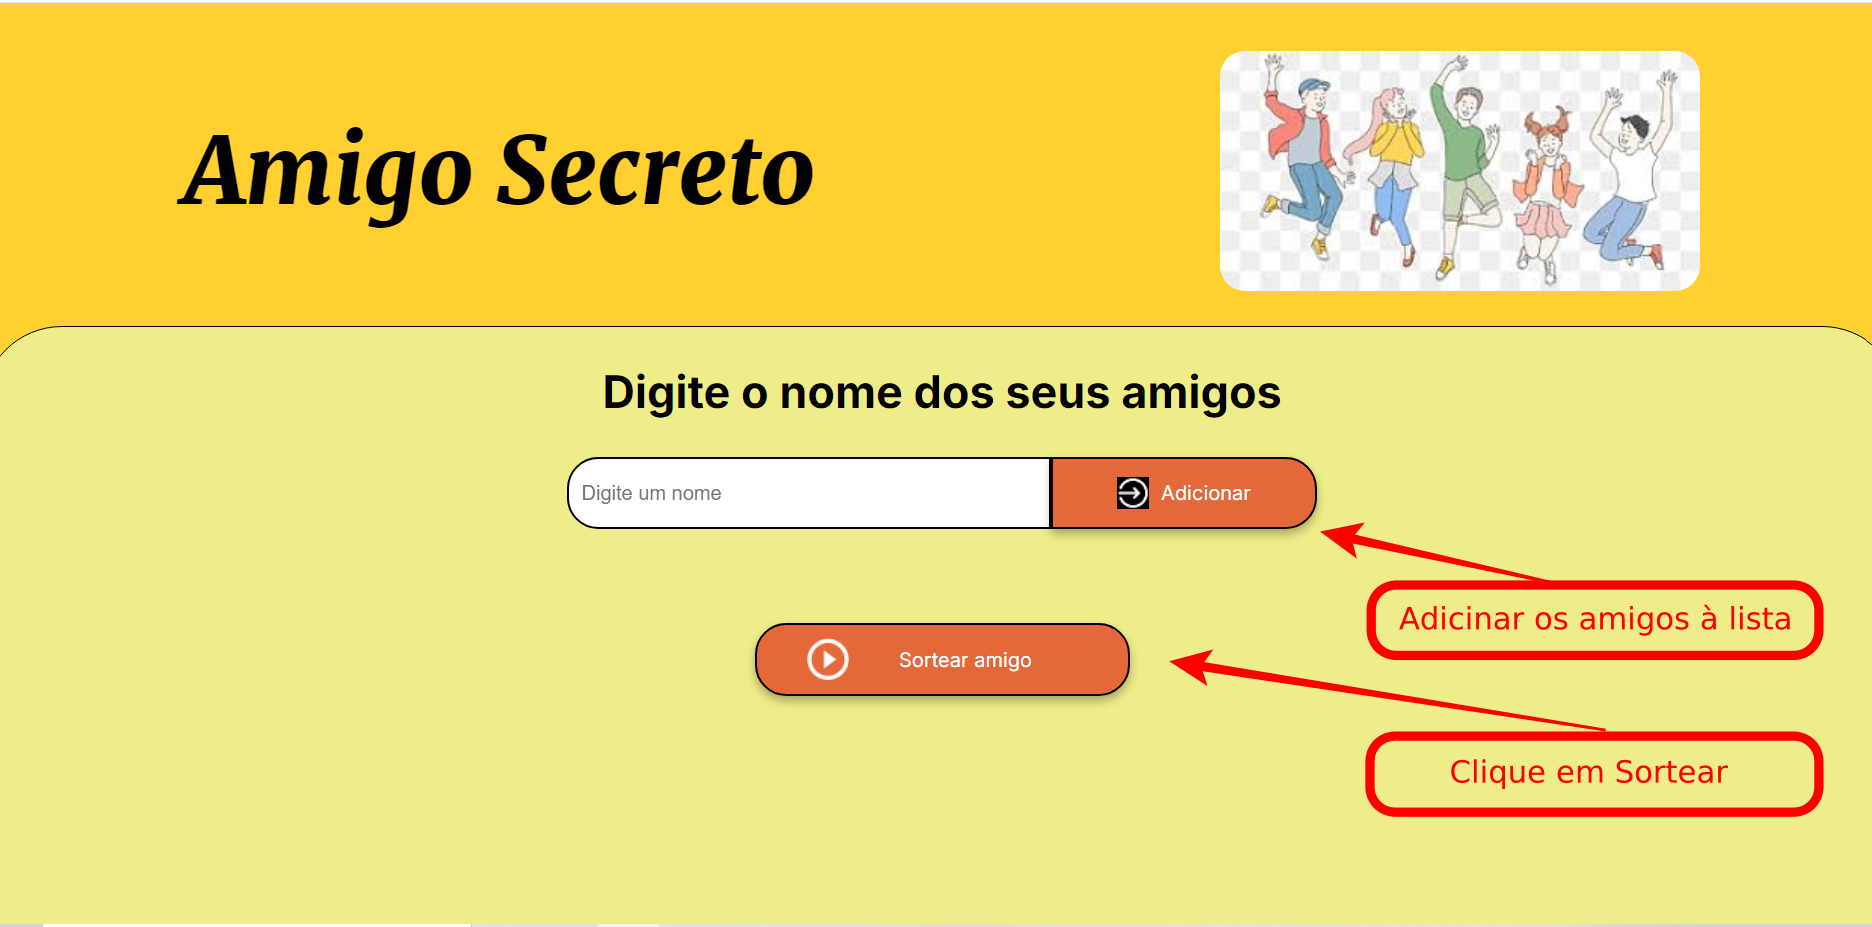 Amigo Secreto
Digite o nome dos seus amigos
Digite um nome
Adicionar
Adicinar os amigos à lista
Sortear amigo
Clique em Sortear